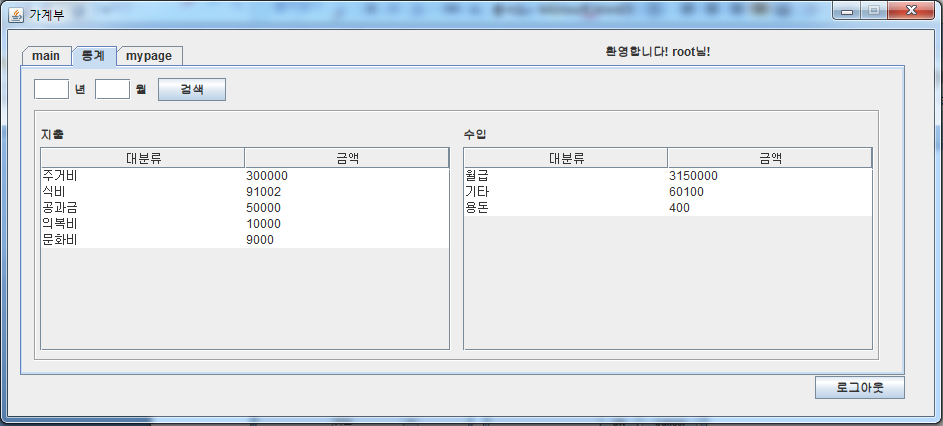 가계부
main 통계 mypage 환영합니다! root님!
년 월 검색
지출
대분류 금액
주거비 300000
식비 91002
공과금 50000
의복비 10000
문화비 9000
수입
대분류 금액
월급 3150000
기타 60100
용돈 400
로그아웃